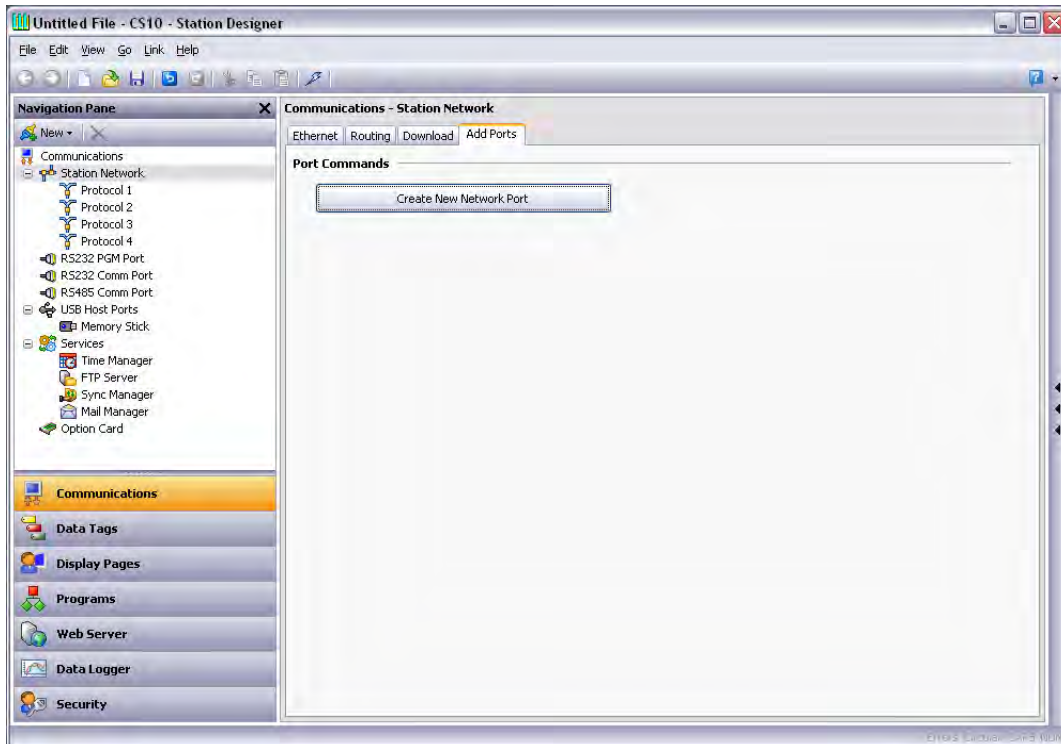 Untitled File - CS10 - Station Designer
File Edit View Go Link Help
Navigation Pane
New
Communications
Station Network
Protocol 1
Protocol 2
Protocol 3
Protocol 4
RS232 PGM Port
RS232 Comm Port
RS485 Comm Port
USB Host Ports
Memory Stick
Services
Time Manager
FTP Server
Sync Manager
Mail Manager
Option Card
Communications
Data Tags
Display Pages
Programs
Web Server
Data Logger
Security
Communications - Station Network
Ethernet Routing Download Add Ports
Port Commands
Create New Network Port